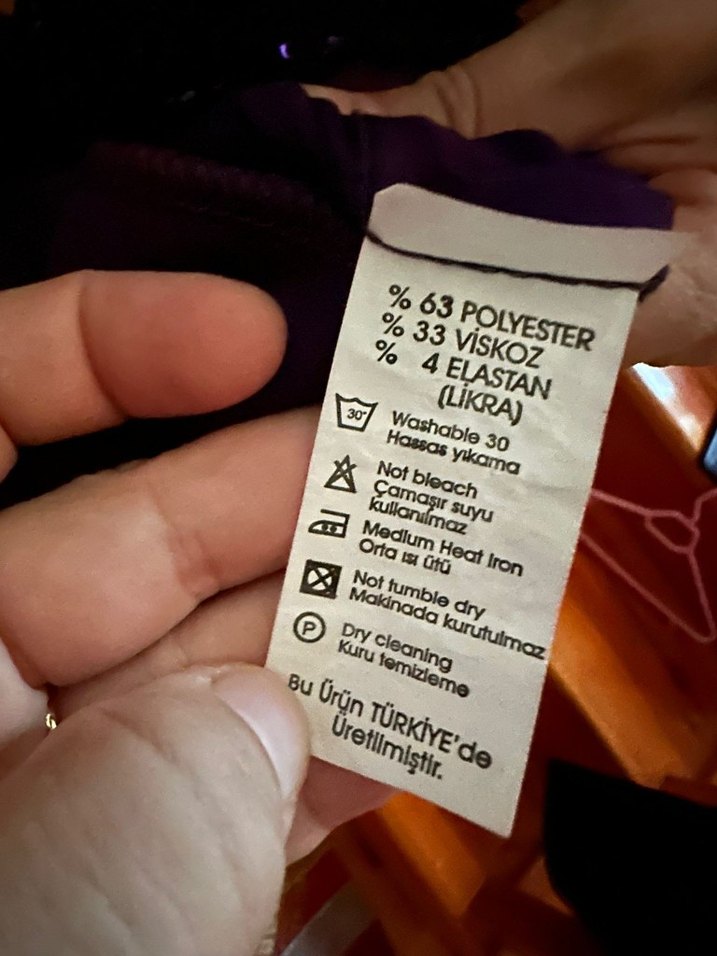 % 63 POLYESTER
% 33 VİSKOZ
% 4 ELASTAN
(LİKRA)
30°
Washable 30
Hassas yıkama
Not bleach
Çamaşır suyu
kullanılmaz
Medium Heat Iron
Orta ısı ütü
Not tumble dry
Makinada kurutulmaz
P
Dry cleaning
Kuru temizleme
Bu Ürün TÜRKİYE'de
Üretilmiştir.